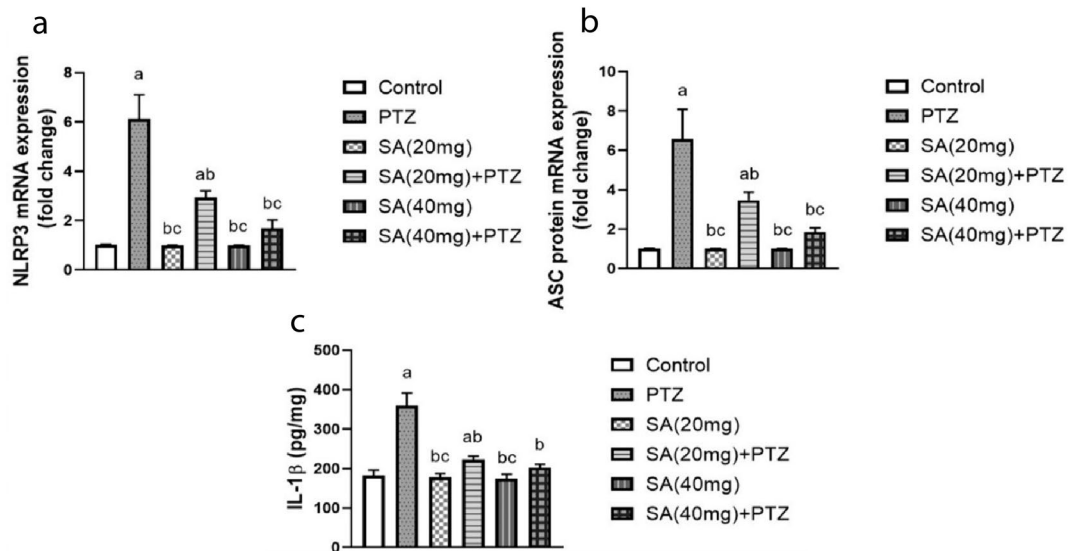 a
NLRP3 mRNA expression
(fold change)
8
6
4
2
0
a
bc
ab
bc
bc
Control
PTZ
SA(20mg)
SA(20mg)+PTZ
SA(40mg)
SA(40mg)+PTZ
b
ASC protein mRNA expression
(fold change)
10
8
6
4
2
0
a
bc
ab
bc
bc
Control
PTZ
SA(20mg)
SA(20mg)+PTZ
SA(40mg)
SA(40mg)+PTZ
c
IL-1β (pg/mg)
500
400
300
200
100
0
a
bc
ab
bc
b
Control
PTZ
SA(20mg)
SA(20mg)+PTZ
SA(40mg)
SA(40mg)+PTZ